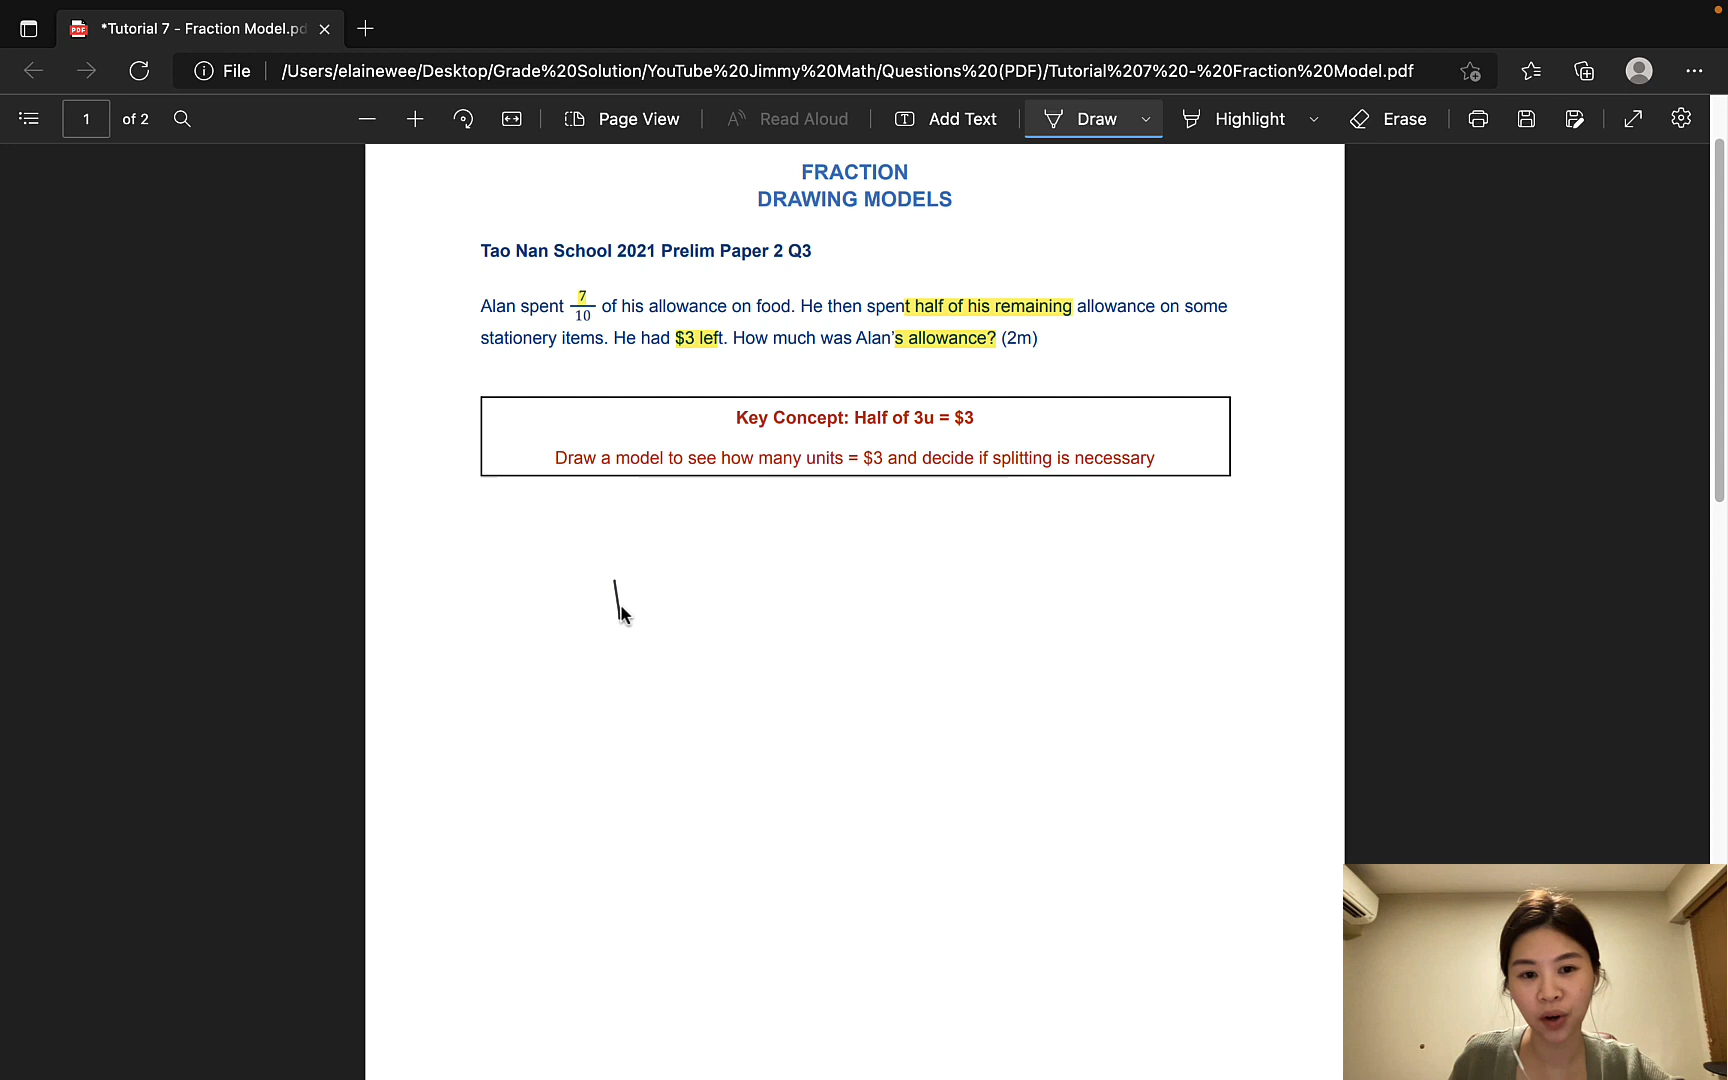 *Tutorial 7 - Fraction Model.pd
File
/Users/elainewee/Desktop/Grade%20Solution/YouTube%20Jimmy%20Math/Questions%20(PDF)/Tutorial%207%20-%20Fraction%20Model.pdf
1 of 2 Page View Read Aloud Add Text Draw Highlight Erase
FRACTION
DRAWING MODELS
Tao Nan School 2021 Prelim Paper 2 Q3
Alan spent 7/10 of his allowance on food. He then spent half of his remaining allowance on some
stationery items. He had $3 left. How much was Alan's allowance? (2m)
Key Concept: Half of 3u = $3
Draw a model to see how many units = $3 and decide if splitting is necessary